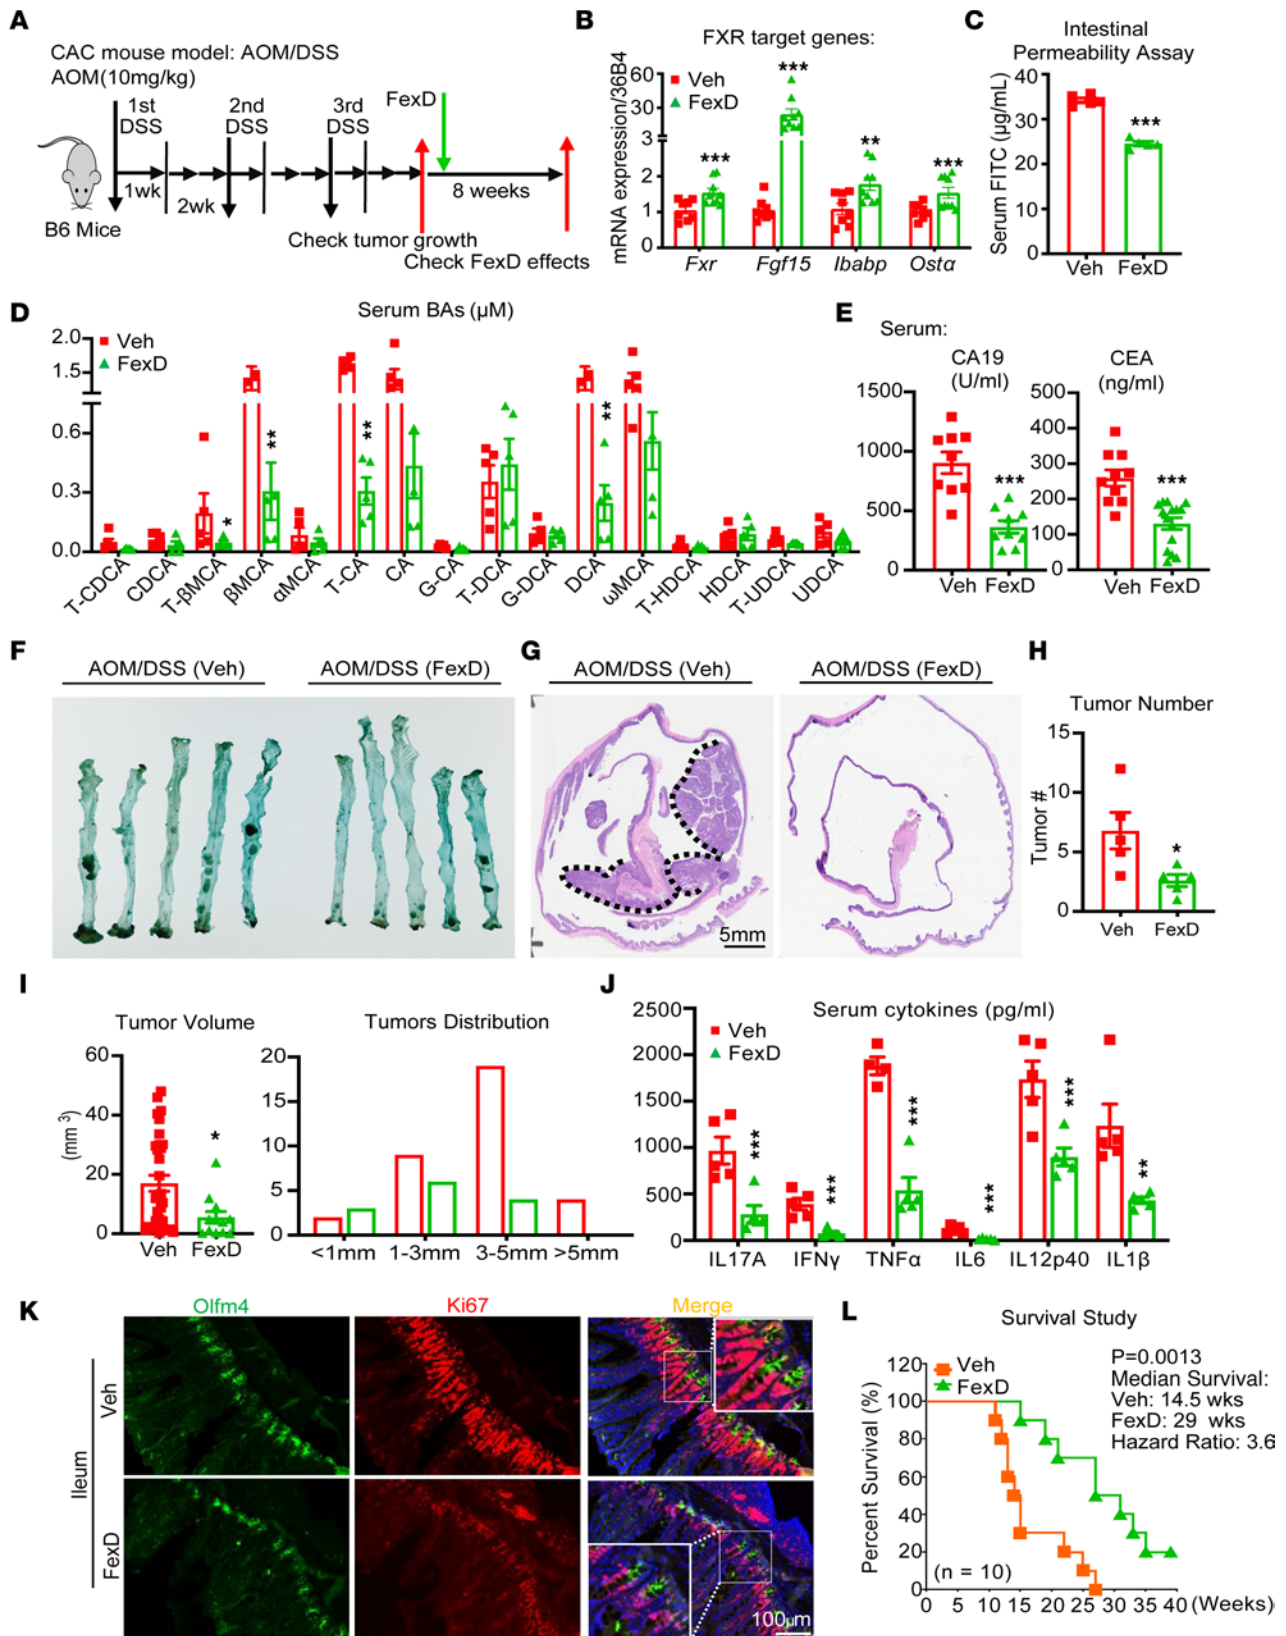 A
CAC mouse model: AOM/DSS
AOM(10mg/kg)
1st
DSS
2nd
DSS
3rd
DSS
FexD
1wk
2wk
8 weeks
B6 Mice
Check tumor growth
Check FexD effects
B
FXR target genes:
Veh
FexD
mRNA expression/36B4
60
30
3
2
1
0
*** *** ** ***
Fxr Fgf15 Ibabp Ostα
C
Intestinal
Permeability Assay
Serum FITC (µg/mL)
40
30
20
10
0
***
Veh FexD
D
Serum BAs (µM)
Veh
FexD
2.0
1.5
0.6
0.3
0.0
* ** ** **
T-CDCA CDCA T-βMCA βMCA αMCA T-CA CA G-CA T-DCA G-DCA DCA ωMCA T-HDCA HDCA T-UDCA UDCA
E
Serum:
CA19
(U/ml)
1500
1000
500
0
***
Veh FexD
CEA
(ng/ml)
500
400
300
200
100
0
***
Veh FexD
F
AOM/DSS (Veh) AOM/DSS (FexD)
G
AOM/DSS (Veh) AOM/DSS (FexD)
5mm
H
Tumor Number
Tumor #
15
10
5
0
*
Veh FexD
I
Tumor Volume
(mm³)
60
40
20
0
*
Veh FexD
Tumors Distribution
20
15
10
5
0
<1mm 1-3mm 3-5mm >5mm
J
Serum cytokines (pg/ml)
Veh
FexD
2500
2000
1500
1000
500
0
*** *** *** *** *** **
IL17A IFNγ TNFα IL6 IL12p40 IL1β
K
Olfm4 Ki67 Merge
Ileum
Veh
FexD
100µm
L
Survival Study
Veh
FexD
P=0.0013
Median Survival:
Veh: 14.5 wks
FexD: 29 wks
Hazard Ratio: 3.6
Percent Survival (%)
120
100
80
60
40
20
0
(n = 10)
0 5 10 15 20 25 30 35 40 (Weeks)